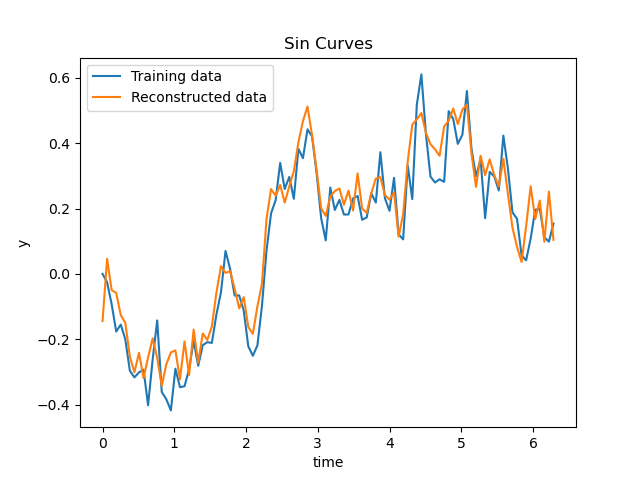 Sin Curves
Training data
Reconstructed data
0.6
0.4
0.2
0.0
−0.2
−0.4
y
0 1 2 3 4 5 6
time